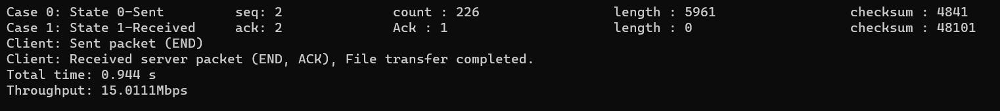 Case 0: State 0-Sent seq: 2 count : 226 length : 5961 checksum : 4841
Case 1: State 1-Received ack: 2 Ack : 1 length : 0 checksum : 48101
Client: Sent packet (END)
Client: Received server packet (END, ACK), File transfer completed.
Total time: 0.944 s
Throughput: 15.0111Mbps